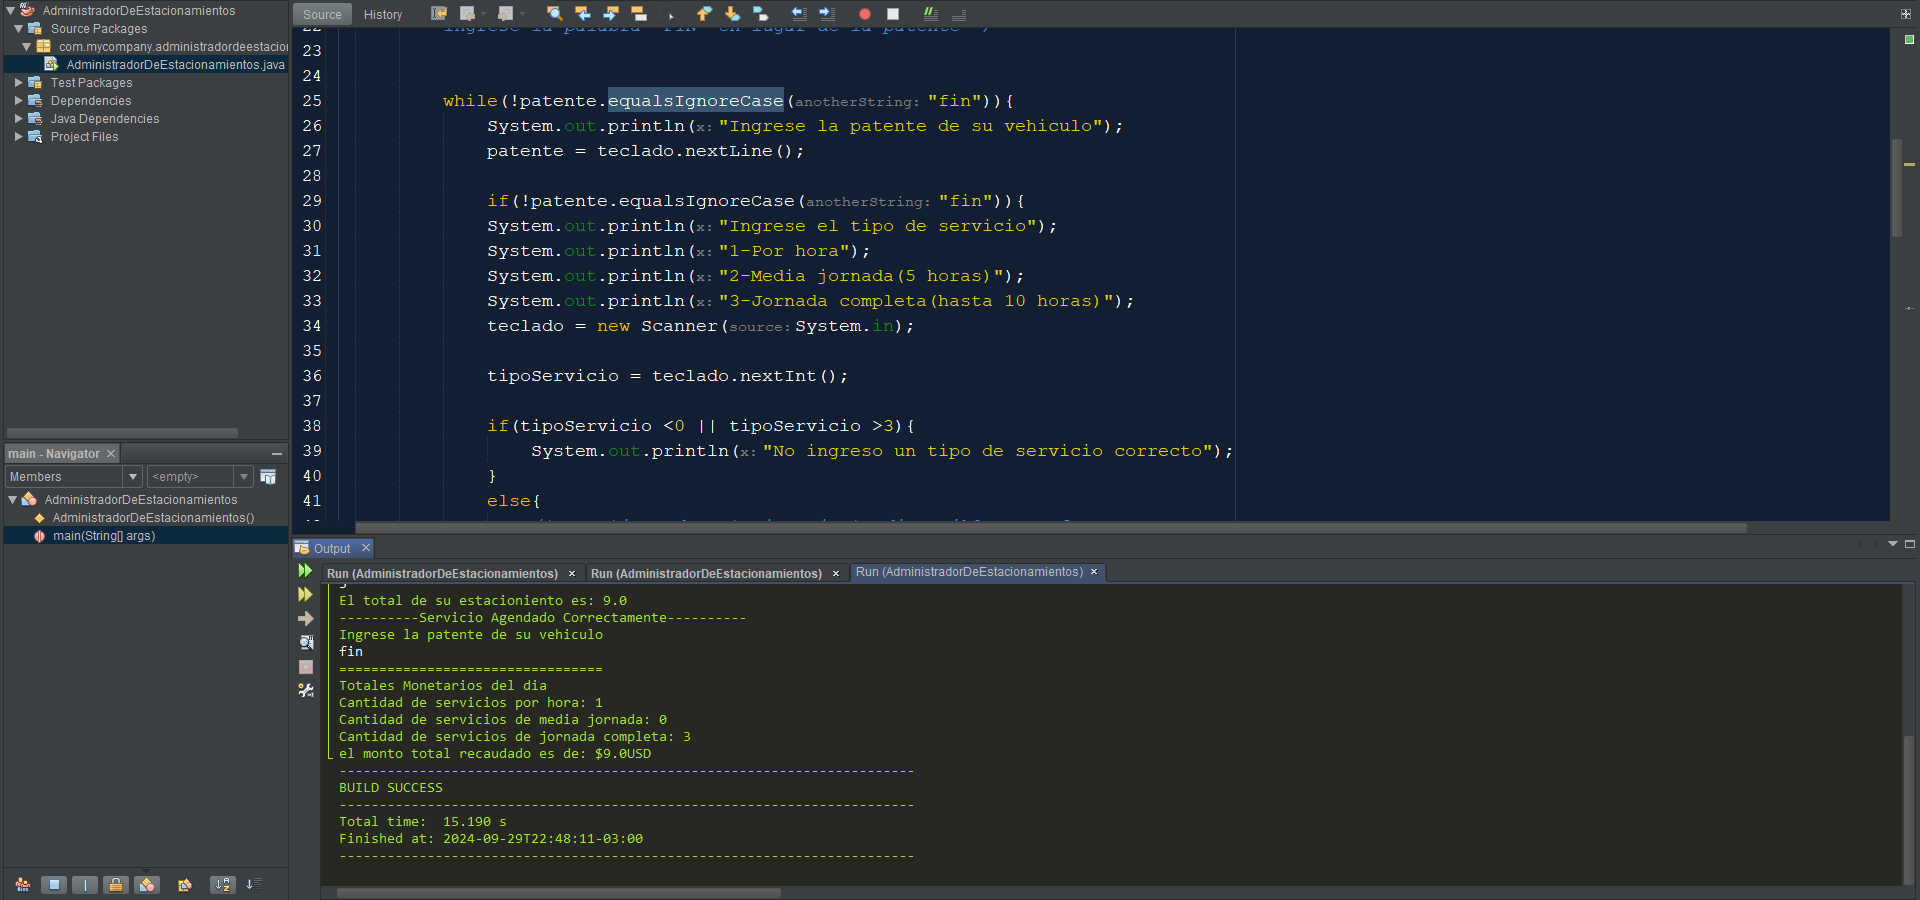 AdministradorDeEstacionamientos
Source Packages
com.mycompany.administradordeestacion
AdministradorDeEstacionamientos.java
Test Packages
Dependencies
Java Dependencies
Project Files
main - Navigator
Members
<empty>
AdministradorDeEstacionamientos
AdministradorDeEstacionamientos()
main(String[] args)
Source History
23
24
25 while(!patente.equalsIgnoreCase(anotherString: "fin")){
26 System.out.println(x: "Ingrese la patente de su vehiculo");
27 patente = teclado.nextLine();
28
29 if(!patente.equalsIgnoreCase(anotherString: "fin")){
30 System.out.println(x: "Ingrese el tipo de servicio");
31 System.out.println(x: "1-Por hora");
32 System.out.println(x: "2-Media jornada(5 horas)");
33 System.out.println(x: "3-Jornada completa(hasta 10 horas)");
34 teclado = new Scanner(source: System.in);
35
36 tipoServicio = teclado.nextInt();
37
38 if(tipoServicio <0 || tipoServicio >3){
39 System.out.println(x: "No ingreso un tipo de servicio correcto");
40 }
41 else{
Output
Run (AdministradorDeEstacionamientos) Run (AdministradorDeEstacionamientos) Run (AdministradorDeEstacionamientos)
El total de su estacioniento es: 9.0
----------Servicio Agendado Correctamente----------
Ingrese la patente de su vehiculo
fin
=================================
Totales Monetarios del dia
Cantidad de servicios por hora: 1
Cantidad de servicios de media jornada: 0
Cantidad de servicios de jornada completa: 3
el monto total recaudado es de: $9.0USD
------------------------------------------------------------------------
BUILD SUCCESS
------------------------------------------------------------------------
Total time:  15.190 s
Finished at: 2024-09-29T22:48:11-03:00
------------------------------------------------------------------------